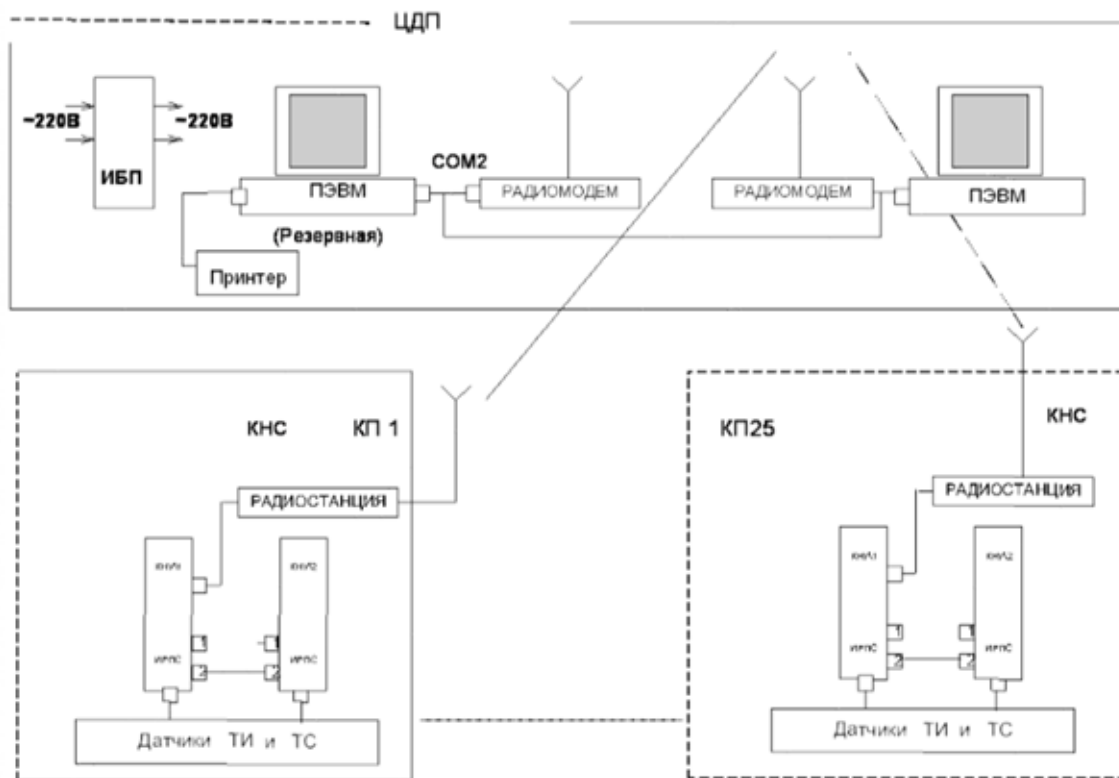 ЦДП
~220В
~220В
ИБП
COM2
ПЭВМ
РАДИОМОДЕМ
РАДИОМОДЕМ
ПЭВМ
(Резервная)
Принтер
КНС КП 1
КП25
КНС
РАДИОСТАНЦИЯ
РАДИОСТАНЦИЯ
1
1
1
1
ИРПС
ИРПС
ИРПС
ИРПС
2
2
2
2
Датчики ТИ и ТС
Датчики ТИ и ТС